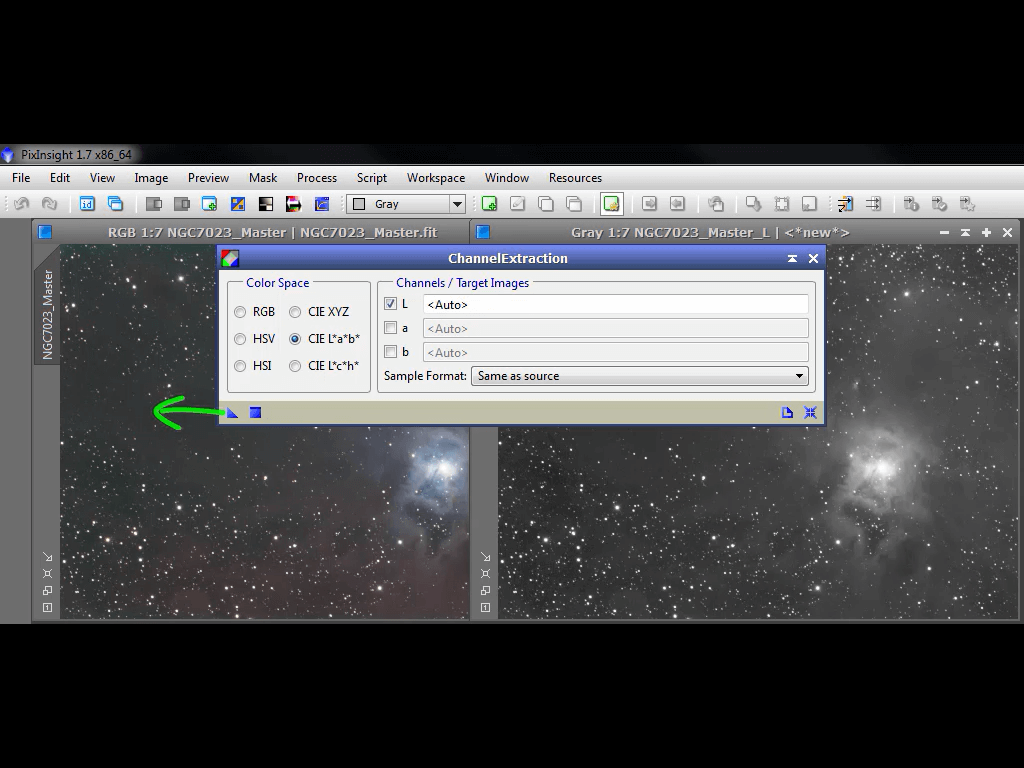 PixInsight 1.7 x86_64
File Edit View Image Preview Mask Process Script Workspace Window Resources
id Gray
RGB 1:7 NGC7023_Master | NGC7023_Master.fit
Gray 1:7 NGC7023_Master_L | <*new*>
NGC7023_Master
ChannelExtraction
Color Space
RGB CIE XYZ
HSV CIE L*a*b*
HSI CIE L*c*h*
Channels / Target Images
L <Auto>
a <Auto>
b <Auto>
Sample Format: Same as source